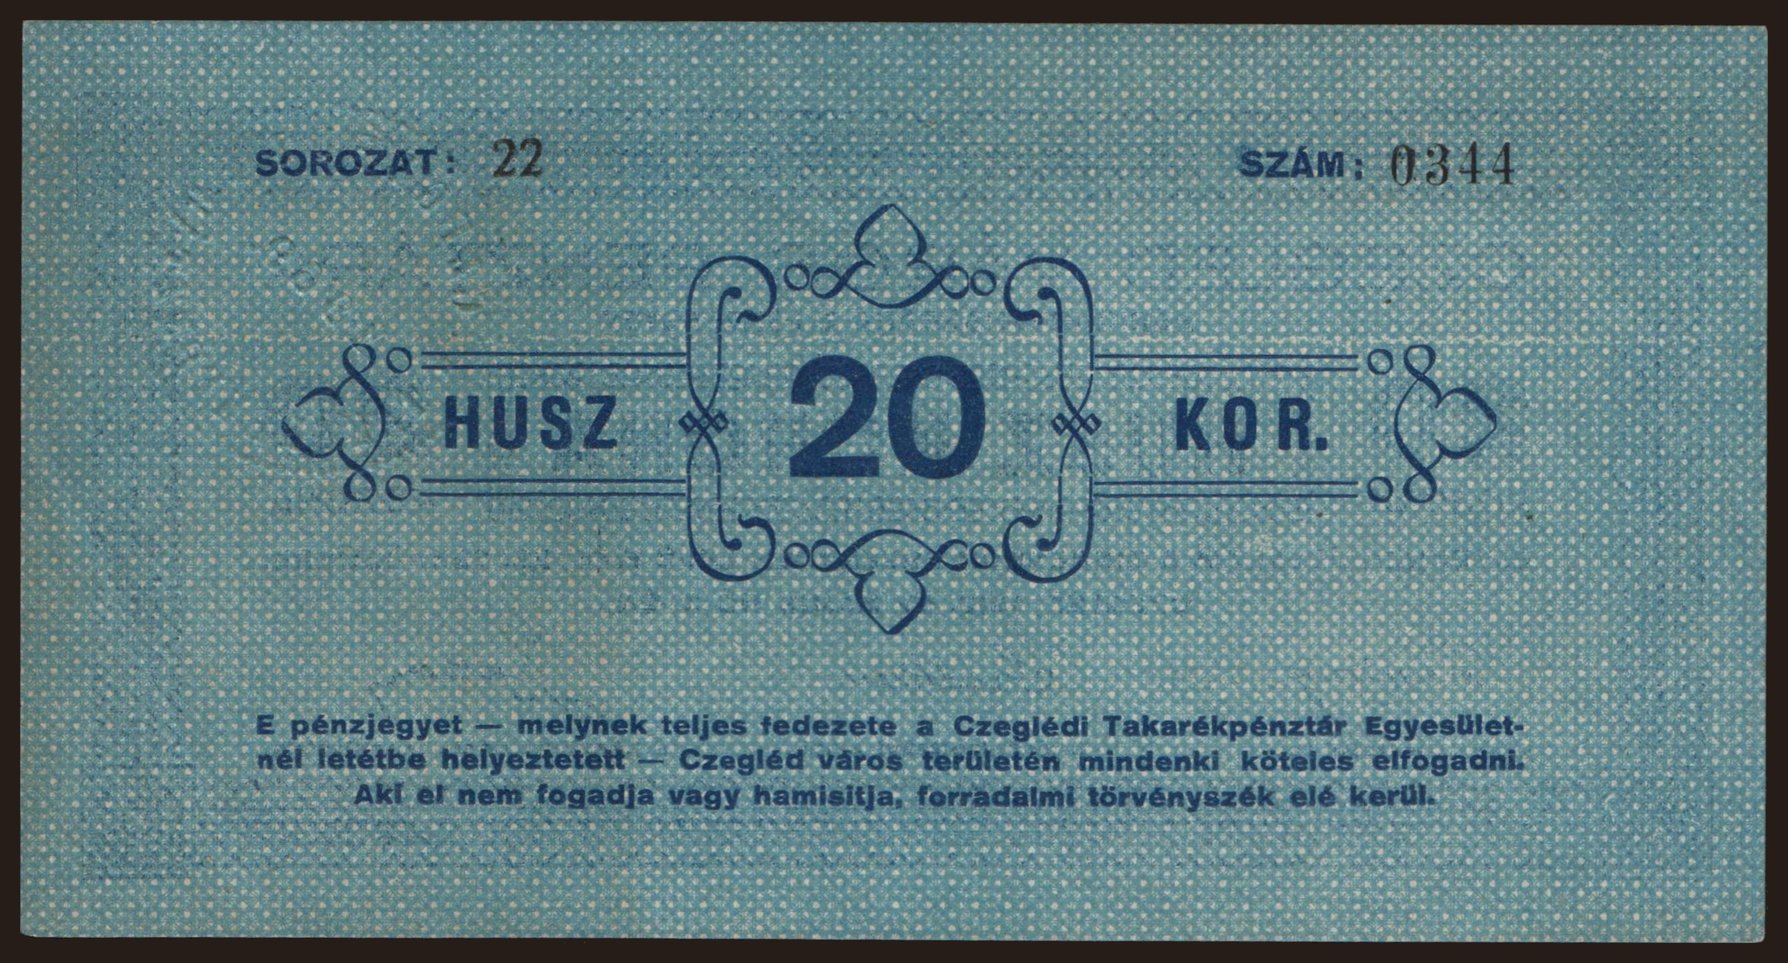 SOROZAT: 22 SZÁM: 0344
HUSZ 20 KOR.
E pénzjegyet — melynek teljes fedezete a Czeglédi Takarékpénztár Egyesület-
nél letétbe helyeztetett — Czegléd város területén mindenki köteles elfogadni.
Aki el nem fogadja vagy hamisitja, forradalmi törvényszék elé kerül.